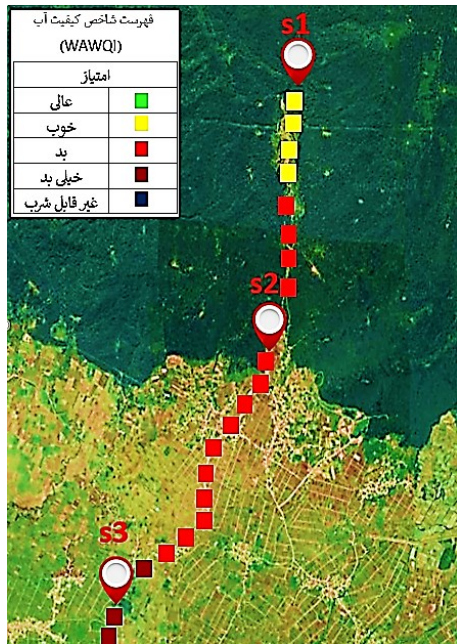 فهرست شاخص کیفیت آب
(WAWQI)
امتیاز
عالی
خوب
بد
خیلی بد
غیر قابل شرب
s1
s2
s3